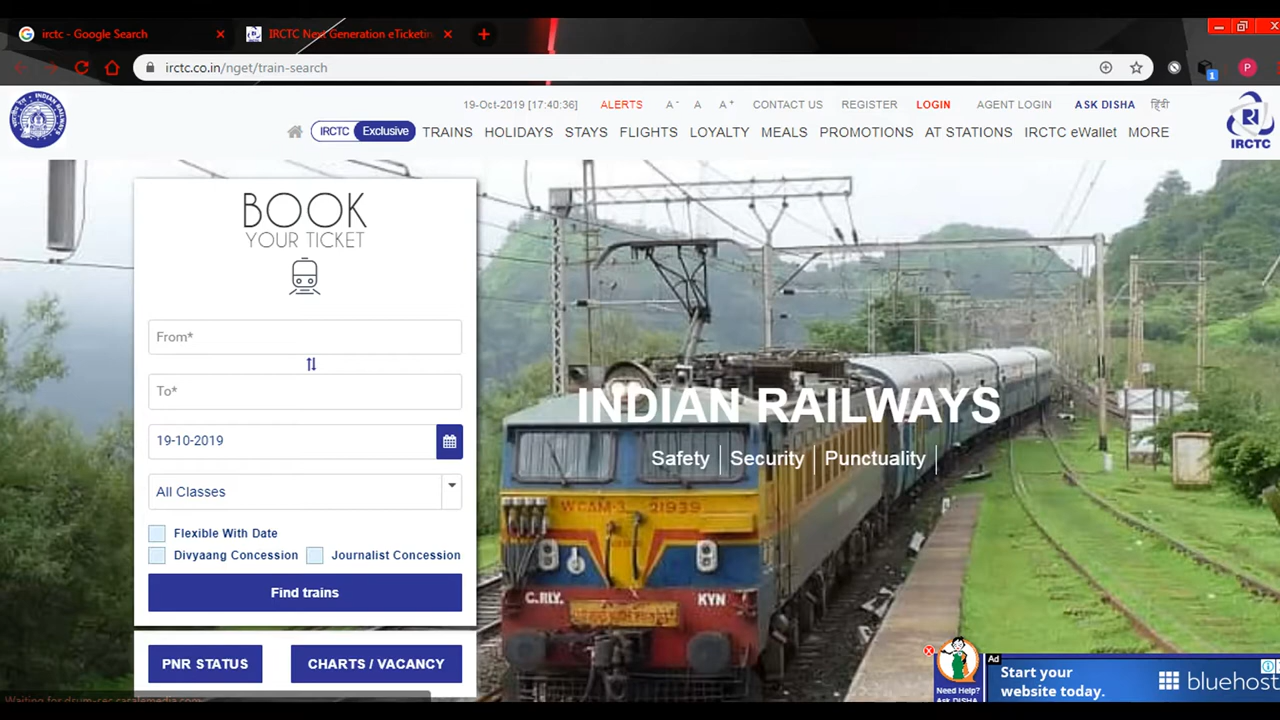 irctc - Google Search
IRCTC Next Generation eTicketing
irctc.co.in/nget/train-search
1
P
19-Oct-2019 [17:40:36]
ALERTS
A-
A
A+
CONTACT US
REGISTER
LOGIN
AGENT LOGIN
ASK DISHA
हिंदी
INDIAN RAILWAYS
IRCTC
Exclusive
TRAINS
HOLIDAYS
STAYS
FLIGHTS
LOYALTY
MEALS
PROMOTIONS
AT STATIONS
IRCTC eWallet
MORE
IRCTC
BOOK
YOUR TICKET
From*
To*
19-10-2019
All Classes
Flexible With Date
Divyaang Concession
Journalist Concession
Find trains
PNR STATUS
CHARTS / VACANCY
INDIAN RAILWAYS
Safety | Security | Punctuality |
WCAM-3 21939
C.RLY.
KYN
Need Help?
Ask DISHA
Ad
Start your
website today.
bluehost